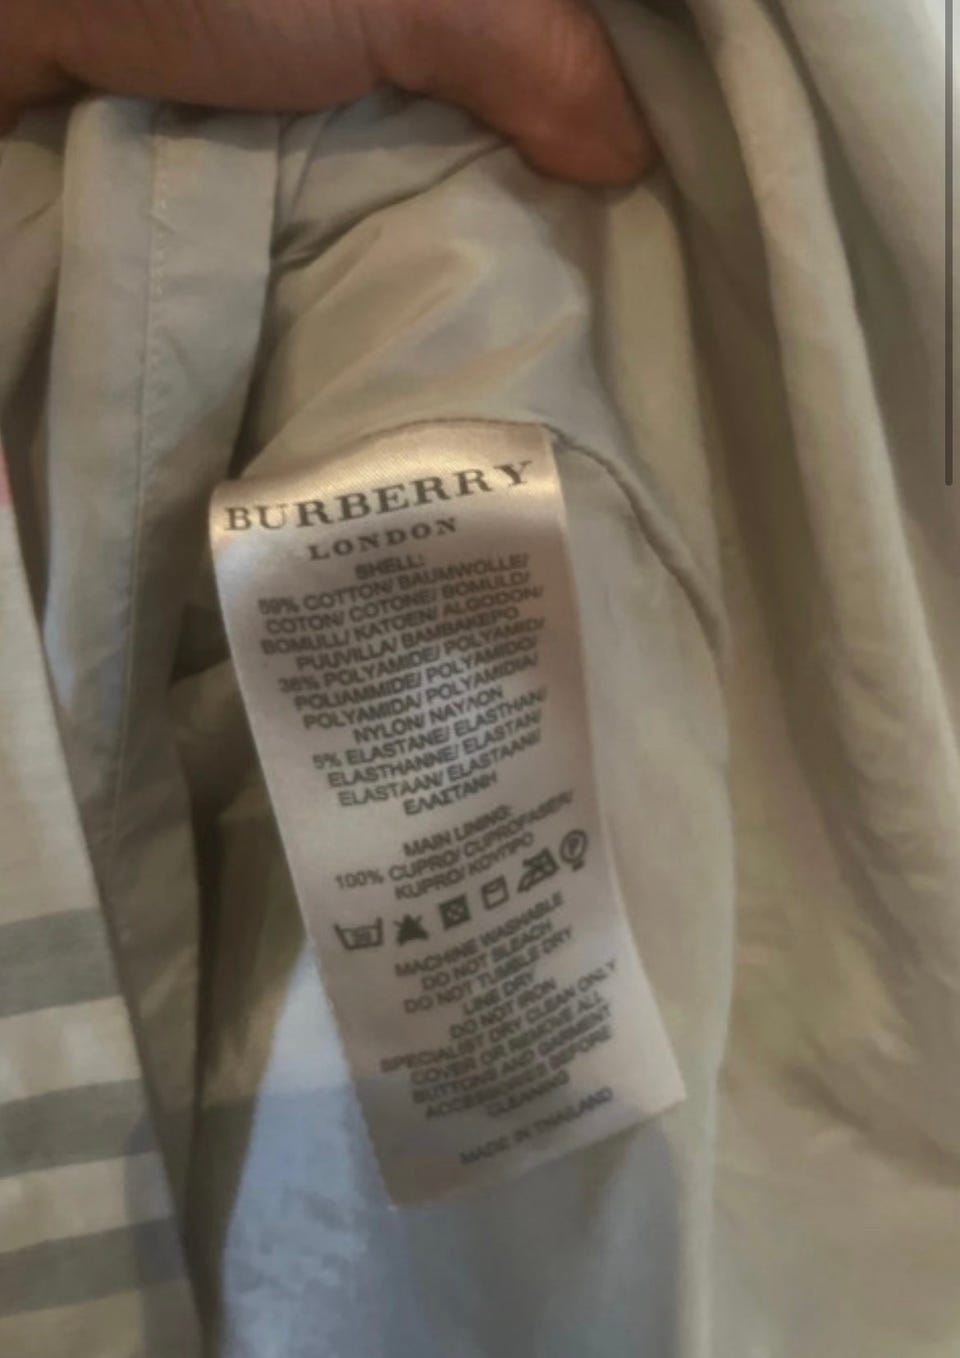 BURBERRY
LONDON
SHELL:
59% COTTON/ BAUMWOLLE/
COTON/ COTONE/ BOMULD/
BOMULL/ KATOEN/ ALGODON/
PUUVILLA/ ΒΑΜΒΑΚΕΡΟ
36% POLYAMIDE/ POLYAMID/
POLIAMMIDE/ POLYAMIDO/
POLYAMIDA/ POLYAMIDIA/
NYLON/ ΝΑΥΛΟΝ
5% ELASTANE/ ELASTHAN/
ELASTHANNE/ ELASTAN/
ELASTAAN/ ELASTAANI/
ΕΛΑΣΤΑΝΗ
MAIN LINING:
100% CUPRO/ CUPROFASER/
KUPRO/ ΚΟΥΠΡΟ
30
P
MACHINE WASHABLE
DO NOT BLEACH
DO NOT TUMBLE DRY
LINE DRY
DO NOT IRON
SPECIALIST DRY CLEAN ONLY
COVER OR REMOVE ALL
BUTTONS AND GARMENT
ACCESSORIES BEFORE
CLEANING
MADE IN THAILAND